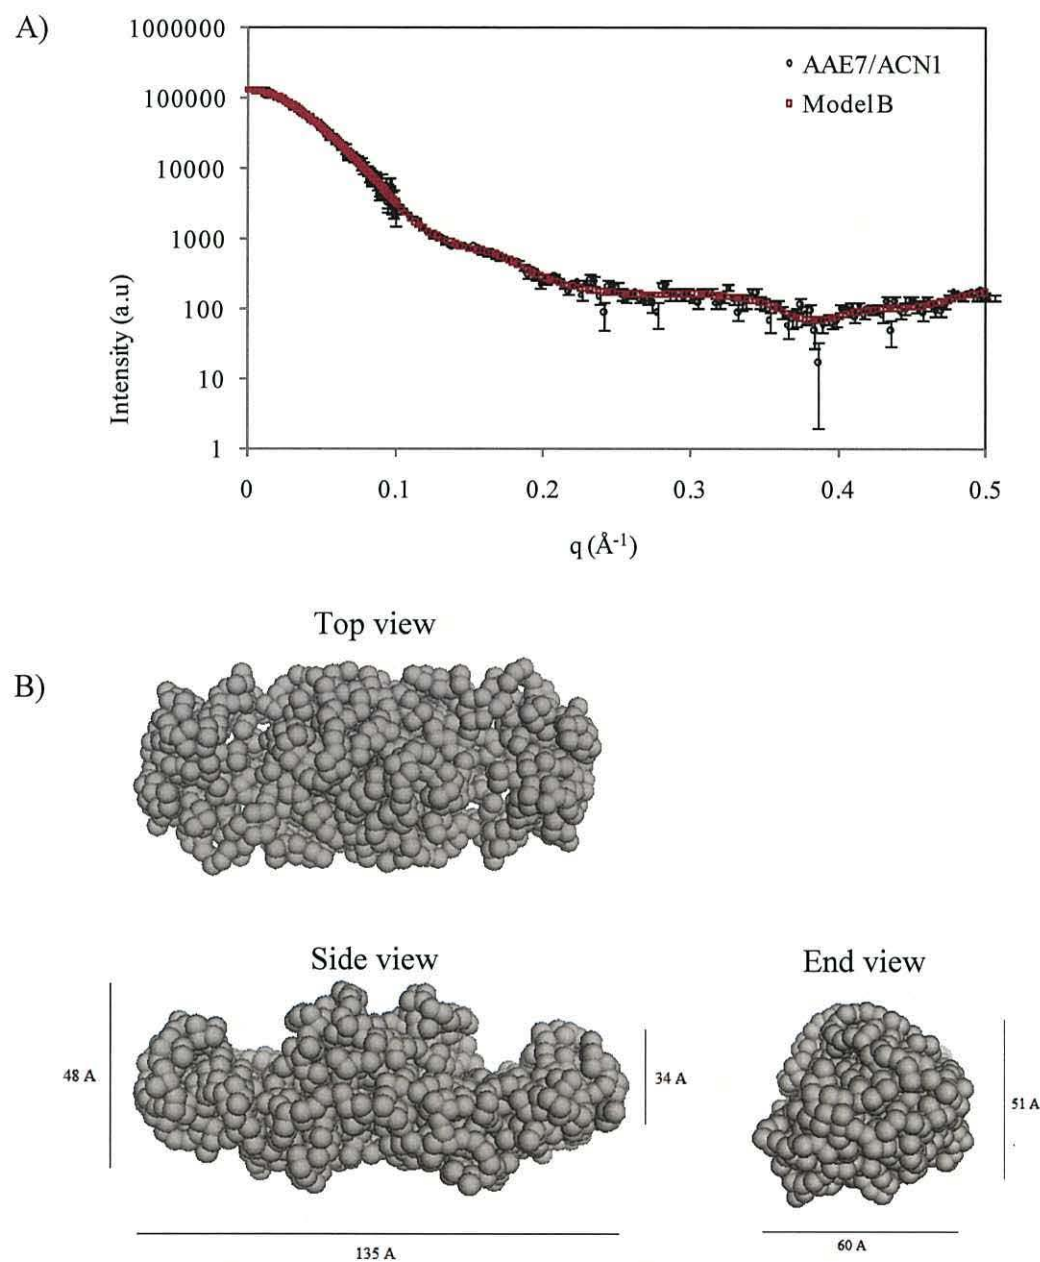 A)
1000000
100000
10000
1000
100
10
1
Intensity (a.u)
AAE7/ACN1
Model B
0 0.1 0.2 0.3 0.4 0.5
q (Å-1)
Top view
B)
Side view
End view
48 A
34 A
51 A
135 A
60 A